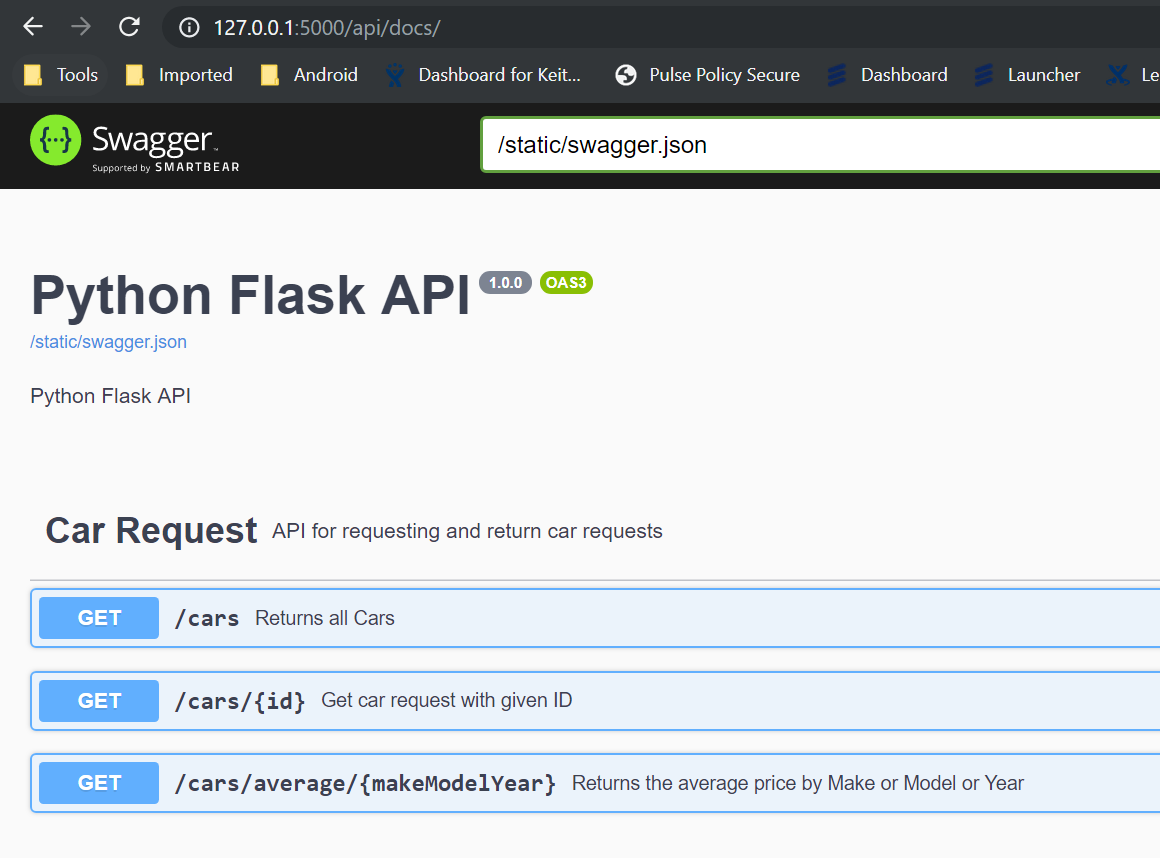 127.0.0.1:5000/api/docs/
Tools Imported Android Dashboard for Keit... Pulse Policy Secure Dashboard Launcher Le
{···} Swagger™ /static/swagger.json
Supported by SMARTBEAR
Python Flask API 1.0.0 OAS3
/static/swagger.json
Python Flask API
Car Request API for requesting and return car requests
GET /cars Returns all Cars
GET /cars/{id} Get car request with given ID
GET /cars/average/{makeModelYear} Returns the average price by Make or Model or Year